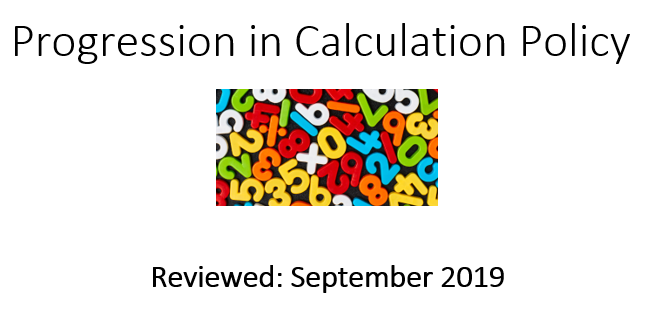 Progression in Calculation Policy
Reviewed: September 2019